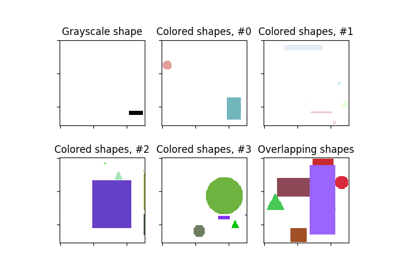 Grayscale shape
Colored shapes, #0
Colored shapes, #1
Colored shapes, #2
Colored shapes, #3
Overlapping shapes